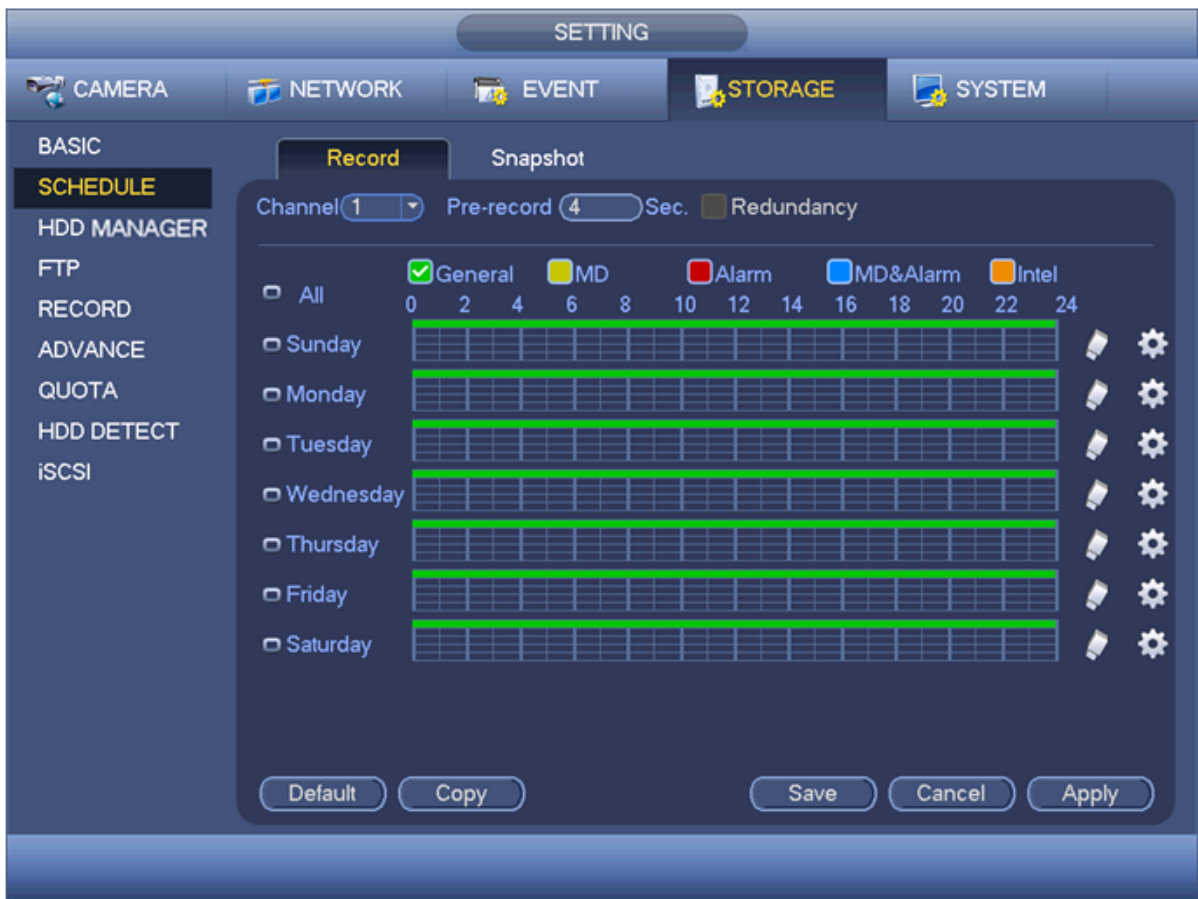 SETTING
CAMERA NETWORK EVENT STORAGE SYSTEM
BASIC
SCHEDULE
HDD MANAGER
FTP
RECORD
ADVANCE
QUOTA
HDD DETECT
iSCSI
Record Snapshot
Channel 1 Pre-record 4 Sec. Redundancy
General MD Alarm MD&Alarm Intel
All 0 2 4 6 8 10 12 14 16 18 20 22 24
Sunday
Monday
Tuesday
Wednesday
Thursday
Friday
Saturday
Default Copy Save Cancel Apply